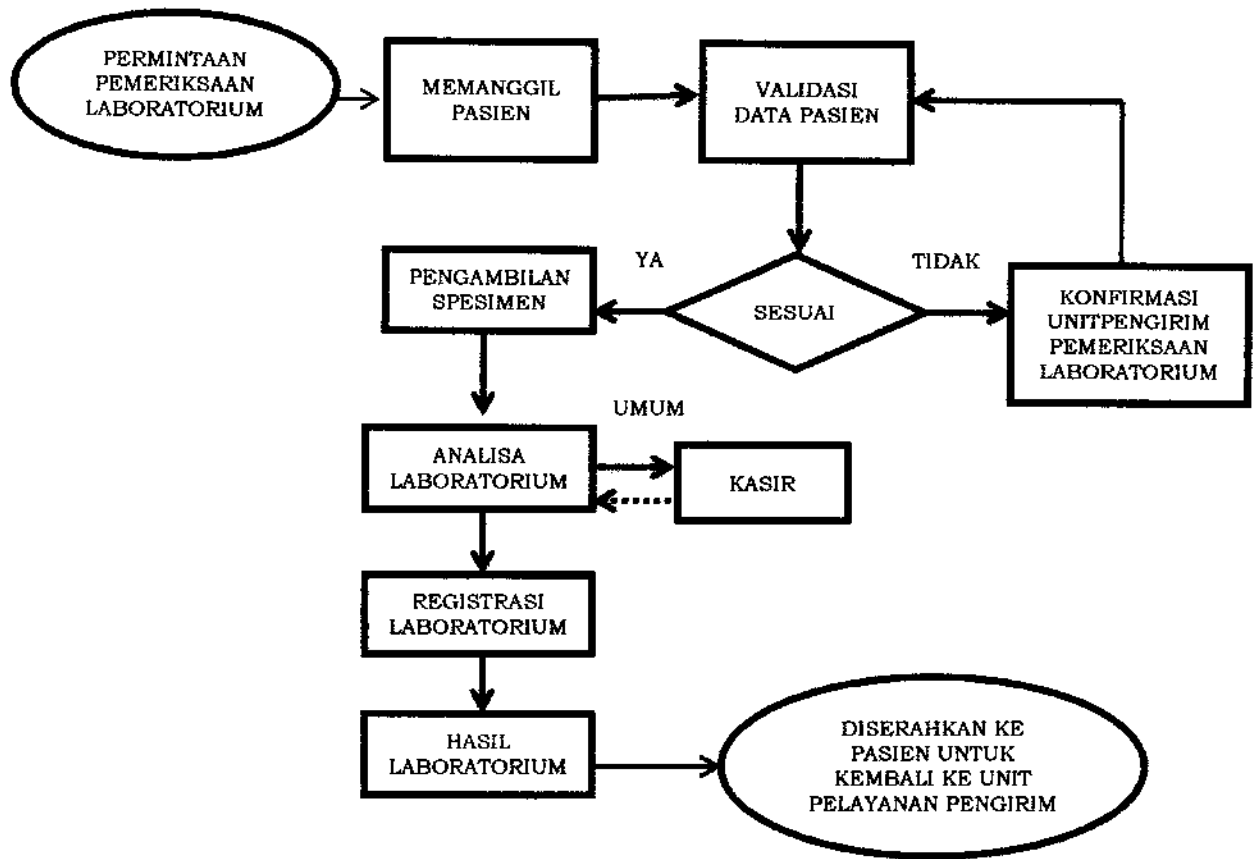 PERMINTAAN
PEMERIKSAAN
LABORATORIUM
MEMANGGIL
PASIEN
VALIDASI
DATA PASIEN
PENGAMBILAN
SPESIMEN
YA
SESUAI
TIDAK
KONFIRMASI
UNITPENGIRIM
PEMERIKSAAN
LABORATORIUM
ANALISA
LABORATORIUM
UMUM
KASIR
REGISTRASI
LABORATORIUM
HASIL
LABORATORIUM
DISERAHKAN KE
PASIEN UNTUK
KEMBALI KE UNIT
PELAYANAN PENGIRIM